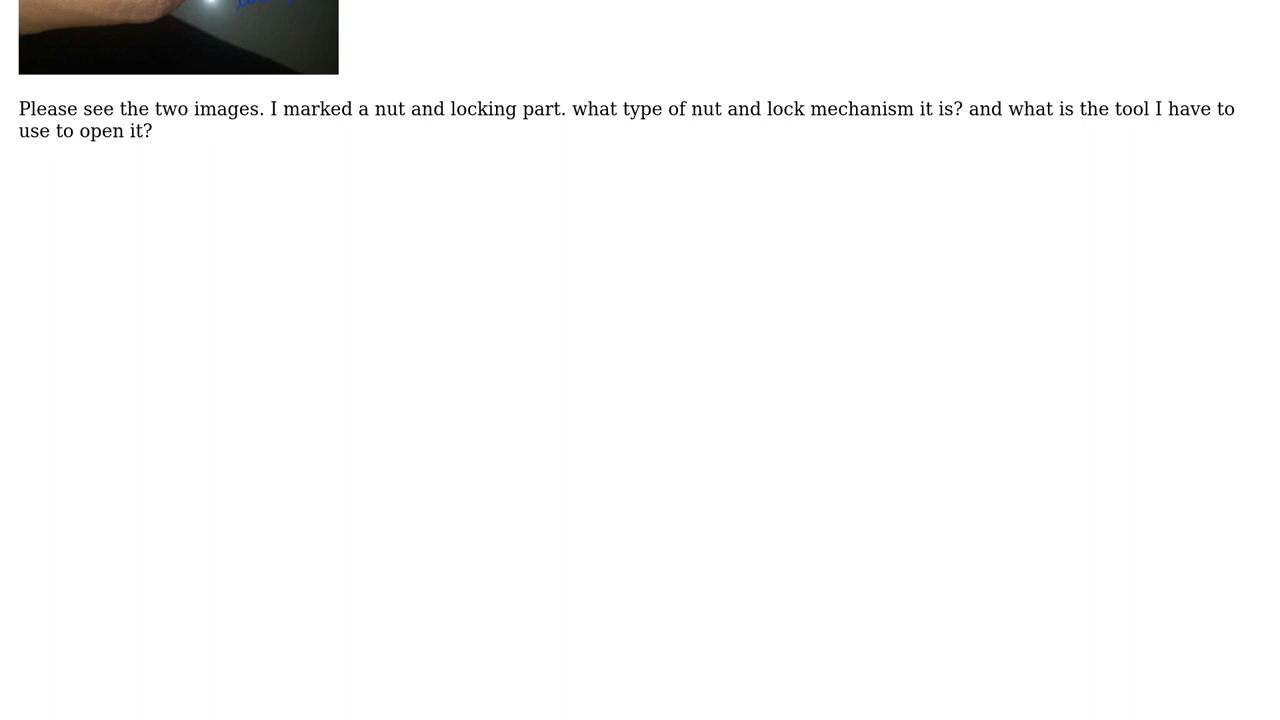 Please see the two images. I marked a nut and locking part. what type of nut and lock mechanism it is? and what is the tool I have to
use to open it?